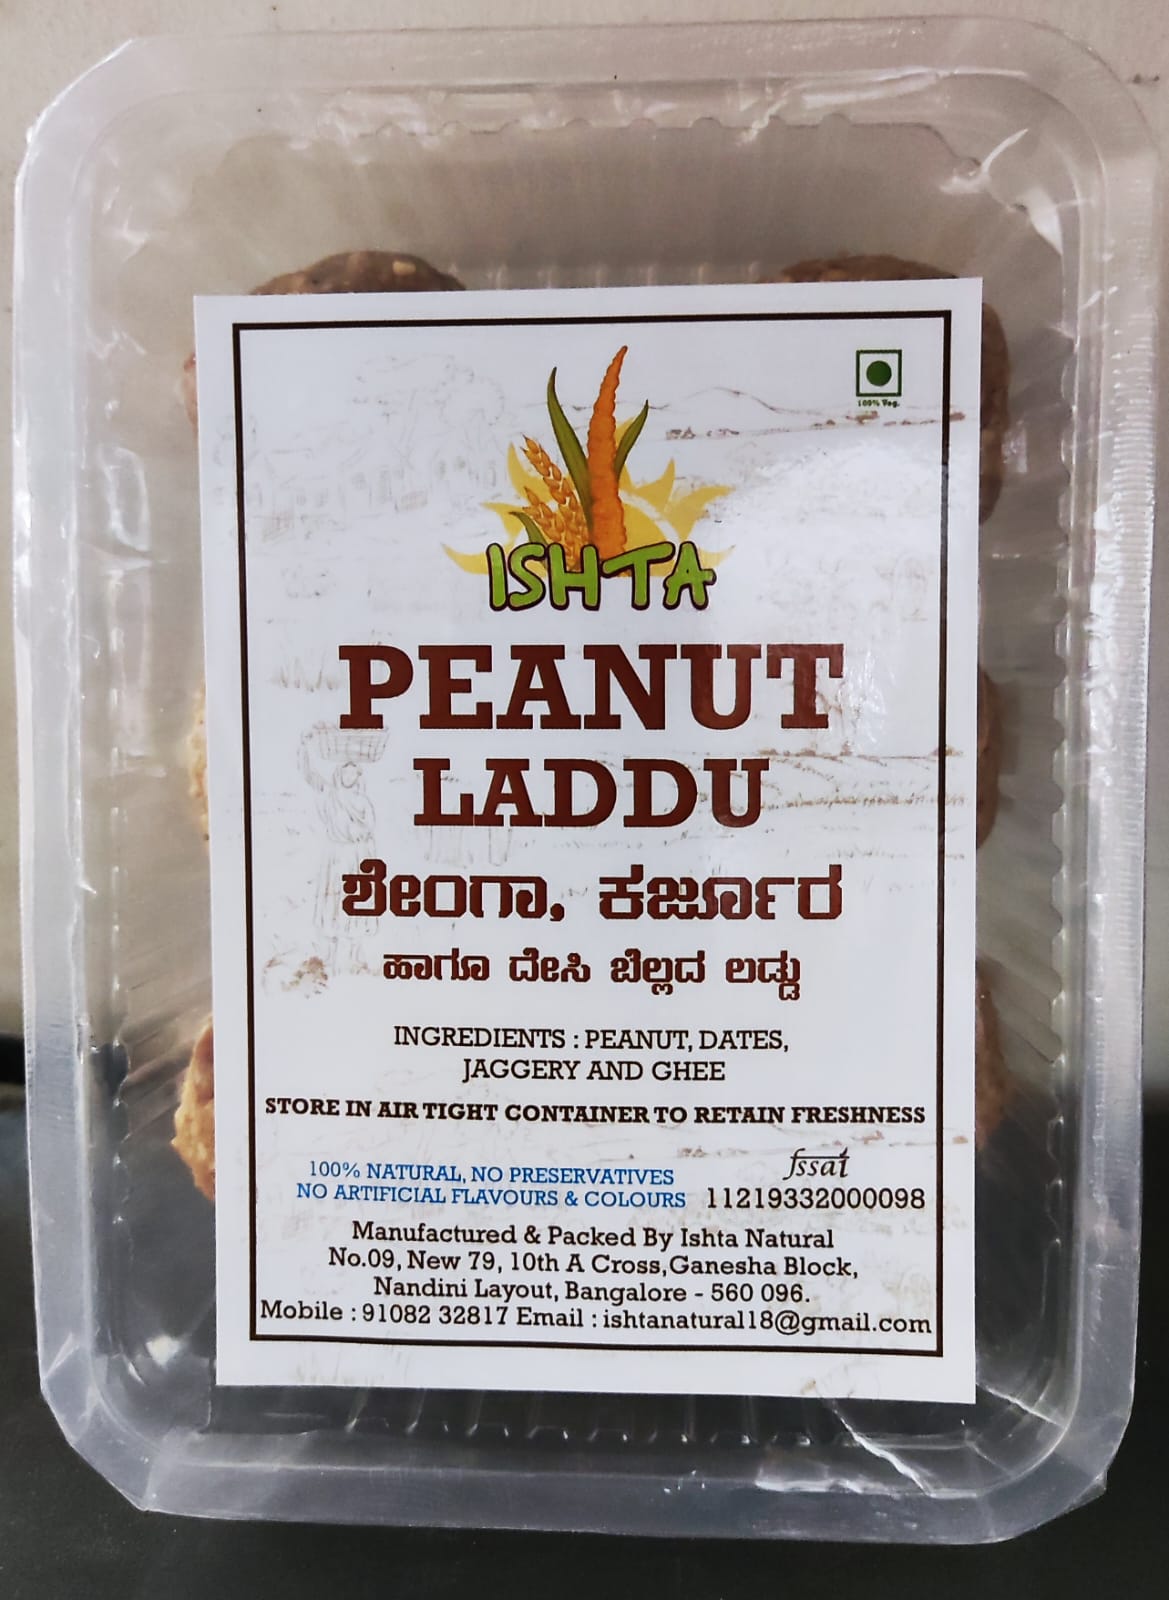 100% Veg.
ISHTA
PEANUT
LADDU
ಶೇಂಗಾ, ಕರ್ಜೂರ
ಹಾಗೂ ದೇಸಿ ಬೆಲ್ಲದ ಲಡ್ಡು
INGREDIENTS : PEANUT, DATES,
JAGGERY AND GHEE
STORE IN AIR TIGHT CONTAINER TO RETAIN FRESHNESS
100% NATURAL, NO PRESERVATIVES
NO ARTIFICIAL FLAVOURS & COLOURS
fssai
11219332000098
Manufactured & Packed By Ishta Natural
No.09, New 79, 10th A Cross,Ganesha Block,
Nandini Layout, Bangalore - 560 096.
Mobile : 91082 32817 Email : ishtanatural18@gmail.com